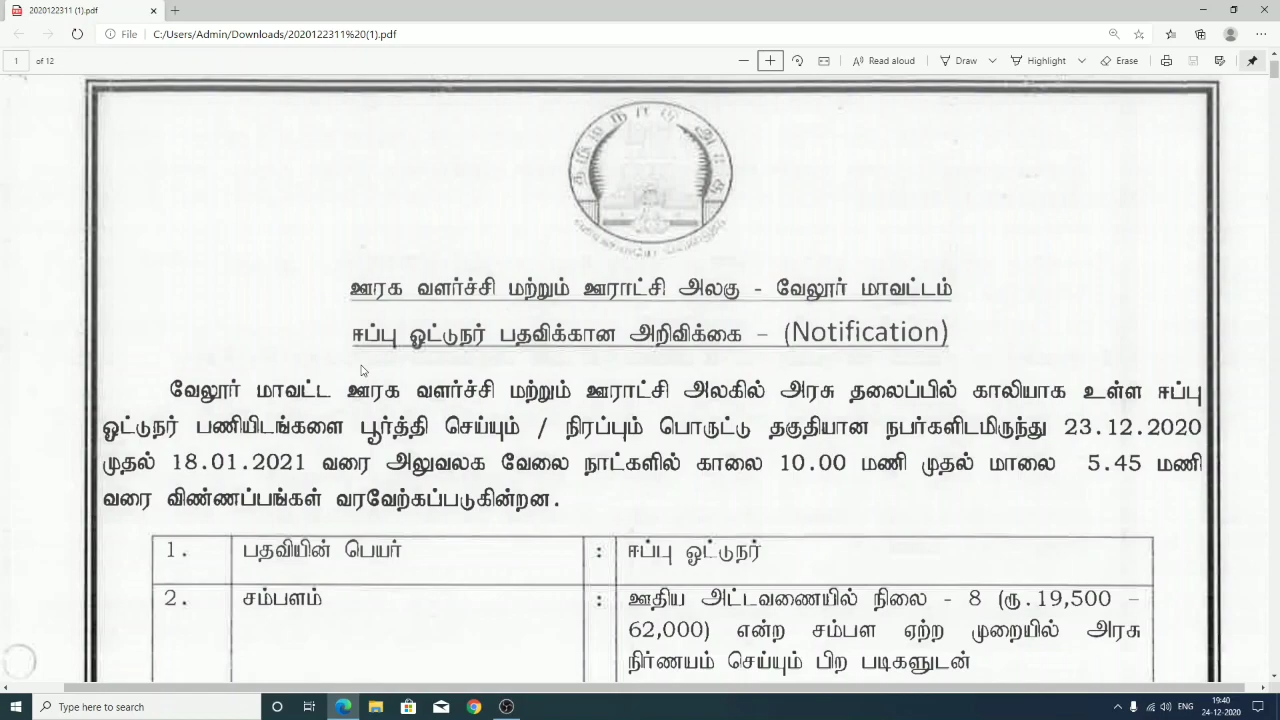 2020122311 (1).pdf
File C:/Users/Admin/Downloads/2020122311%20(1).pdf
1 of 12 Read aloud Draw Highlight Erase
தமிழ்நாடு அரசு
ஊரக வளர்ச்சி மற்றும் ஊராட்சி அலகு - வேலூர் மாவட்டம்
ஈப்பு ஓட்டுநர் பதவிக்கான அறிவிக்கை – (Notification)
வேலூர் மாவட்ட ஊரக வளர்ச்சி மற்றும் ஊராட்சி அலகில் அரசு தலைப்பில் காலியாக உள்ள ஈப்பு
ஓட்டுநர் பணியிடங்களை பூர்த்தி செய்யும் / நிரப்பும் பொருட்டு தகுதியான நபர்களிடமிருந்து 23.12.2020
முதல் 18.01.2021 வரை அலுவலக வேலை நாட்களில் காலை 10.00 மணி முதல் மாலை 5.45 மணி
வரை விண்ணப்பங்கள் வரவேற்கப்படுகின்றன.
1. பதவியின் பெயர் : ஈப்பு ஓட்டுநர்
2. சம்பளம் : ஊதிய அட்டவணையில் நிலை - 8 (ரூ.19,500 –
62,000) என்ற சம்பள ஏற்ற முறையில் அரசு
நிர்ணயம் செய்யும் பிற படிகளுடன்
Type here to search
ENG
19:40
24-12-2020